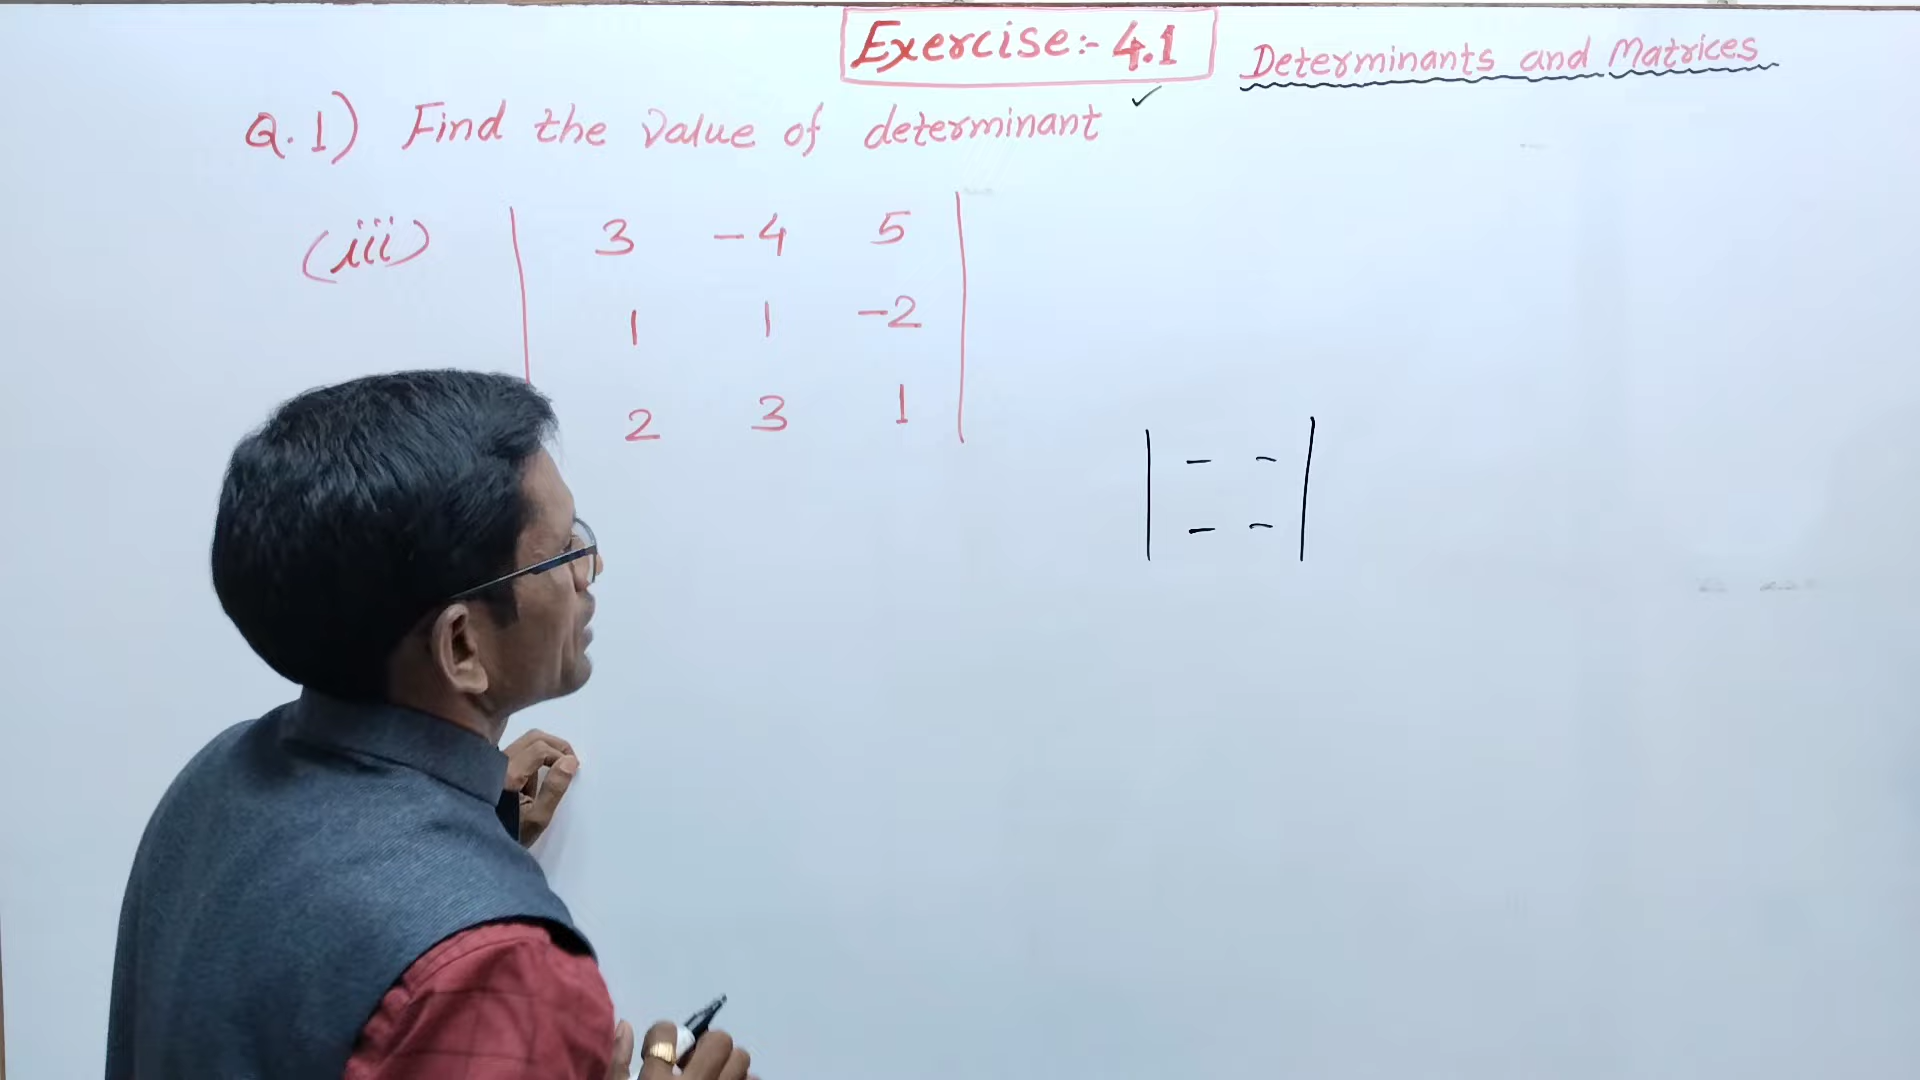 Exercise:- 4.1
Determinants and Matrices
Q.1) Find the value of determinant
(iii) | 3 -4 5 |
1 1 -2
2 3 1
| - - |
- -